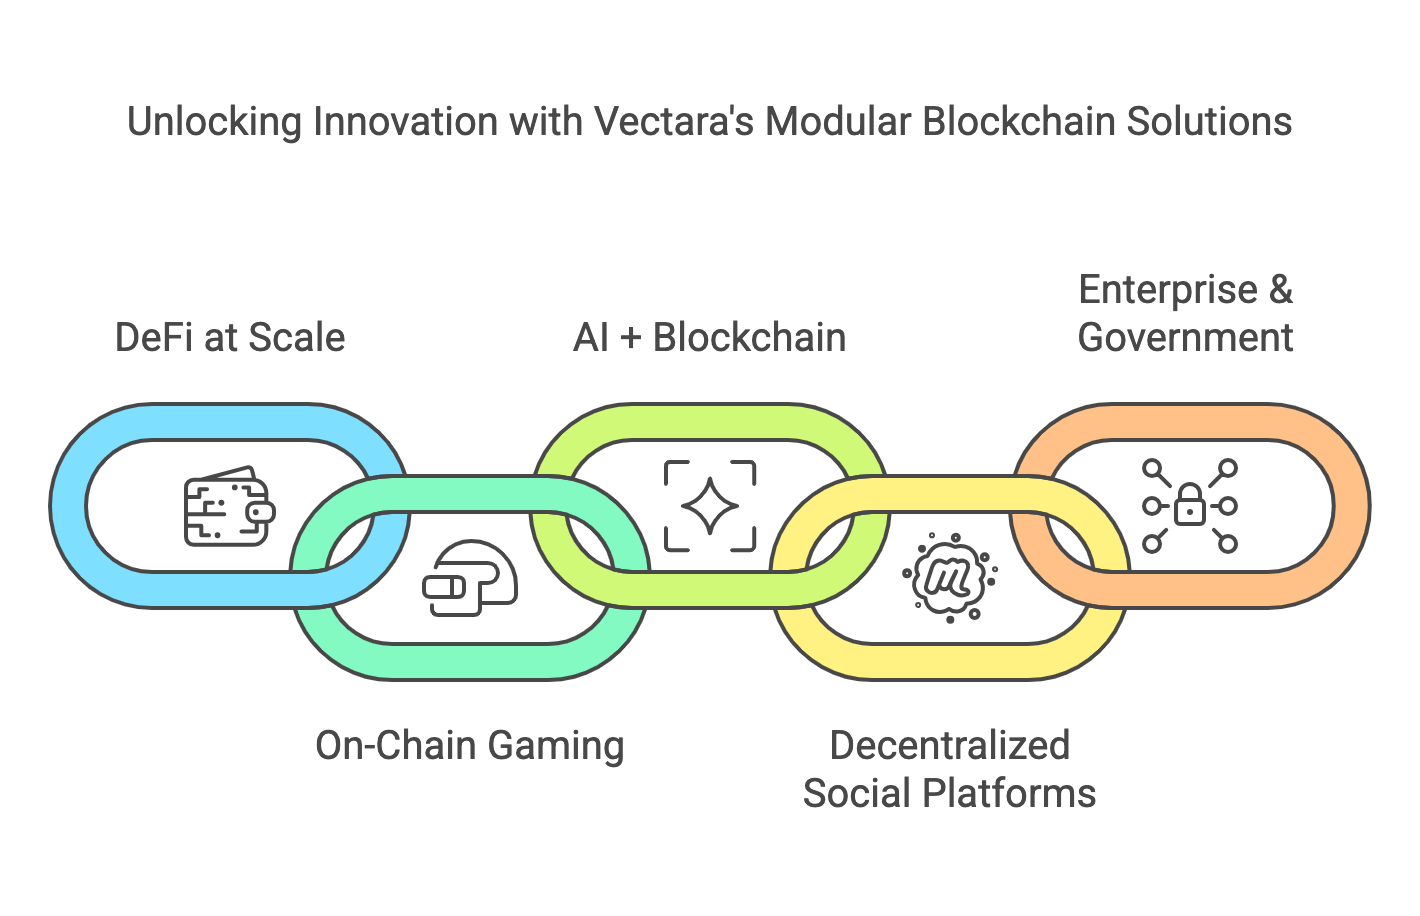 Unlocking Innovation with Vectara's Modular Blockchain Solutions
DeFi at Scale
On-Chain Gaming
AI + Blockchain
Decentralized
Social Platforms
Enterprise &
Government